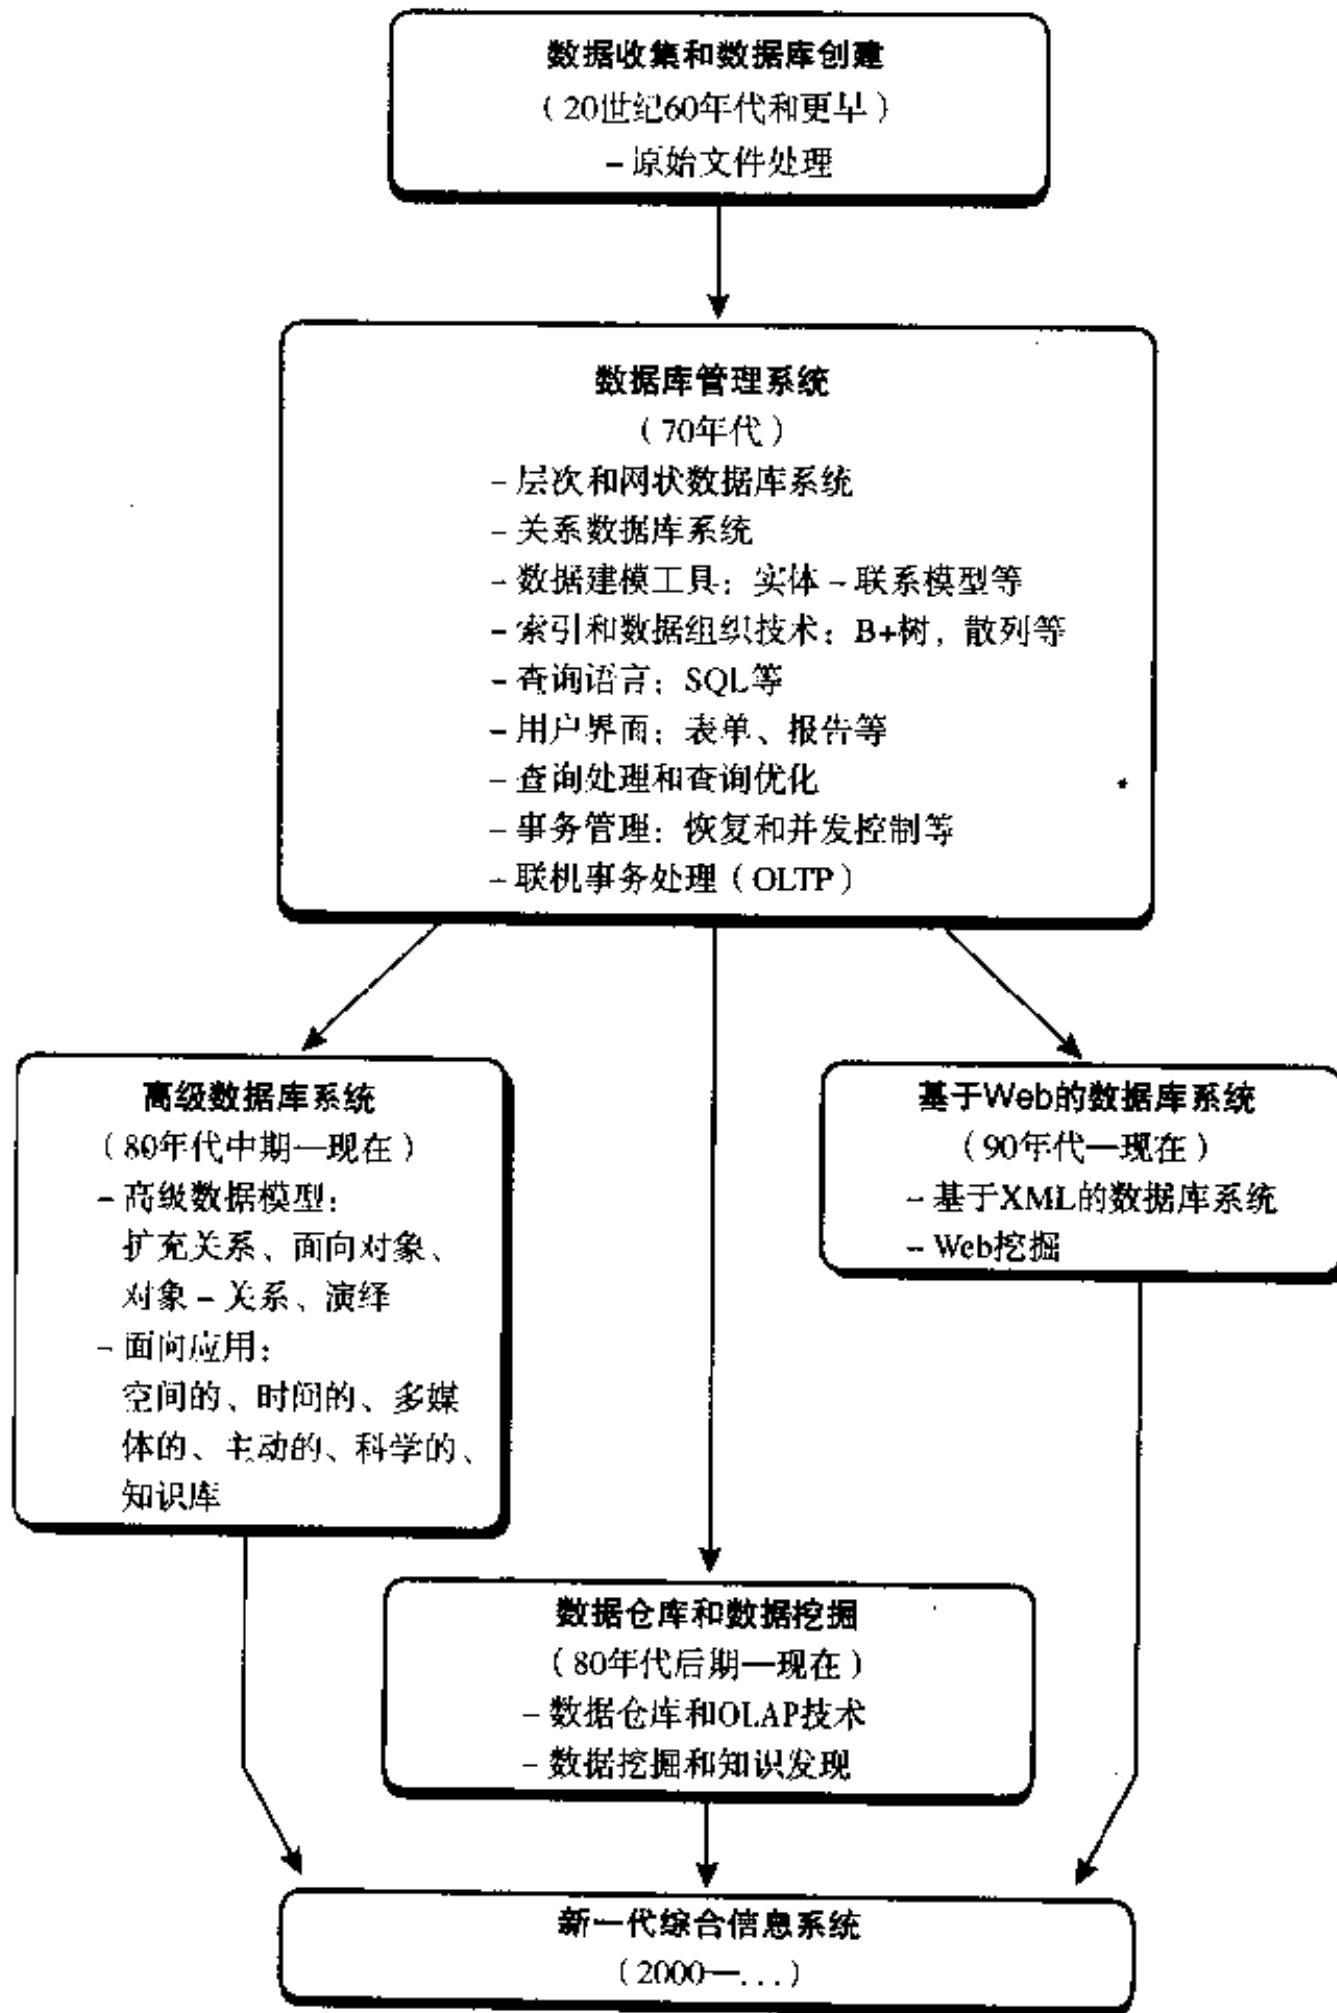 数据收集和数据库创建
（20世纪60年代和更早）
– 原始文件处理
数据库管理系统
（70年代）
– 层次和网状数据库系统
– 关系数据库系统
– 数据建模工具：实体 – 联系模型等
– 索引和数据组织技术：B+树，散列等
– 查询语言：SQL等
– 用户界面：表单、报告等
– 查询处理和查询优化
– 事务管理：恢复和并发控制等
– 联机事务处理（OLTP）
高级数据库系统
（80年代中期—现在）
– 高级数据模型：
扩充关系、面向对象、
对象 – 关系、演绎
– 面向应用：
空间的、时间的、多媒
体的、主动的、科学的、
知识库
基于Web的数据库系统
（90年代—现在）
– 基于XML的数据库系统
– Web挖掘
数据仓库和数据挖掘
（80年代后期—现在）
– 数据仓库和OLAP技术
– 数据挖掘和知识发现
新一代综合信息系统
（2000—...）